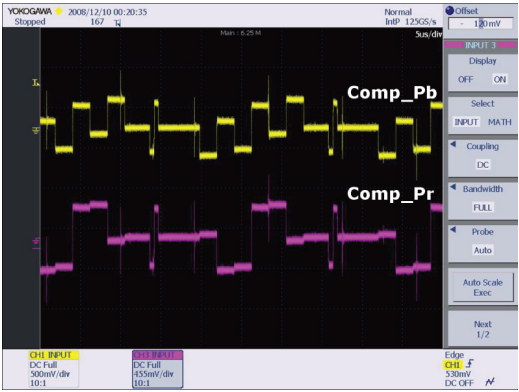 YOKOGAWA 2008/12/10 00:20:35
Stopped 167
Normal
IntP 125GS/s
Main : 6.25 M
5us/div
Comp_Pb
Comp_Pr
Offset
- 120mV
INPUT 3
Display
OFF ON
Select
INPUT MATH
Coupling
DC
Bandwidth
FULL
Probe
Auto
Auto Scale
Exec
Next
1/2
CH1 INPUT
DC Full
500mV/div
10:1
CH3 INPUT
DC Full
455mV/div
10:1
Edge
CH1
530mV
DC OFF